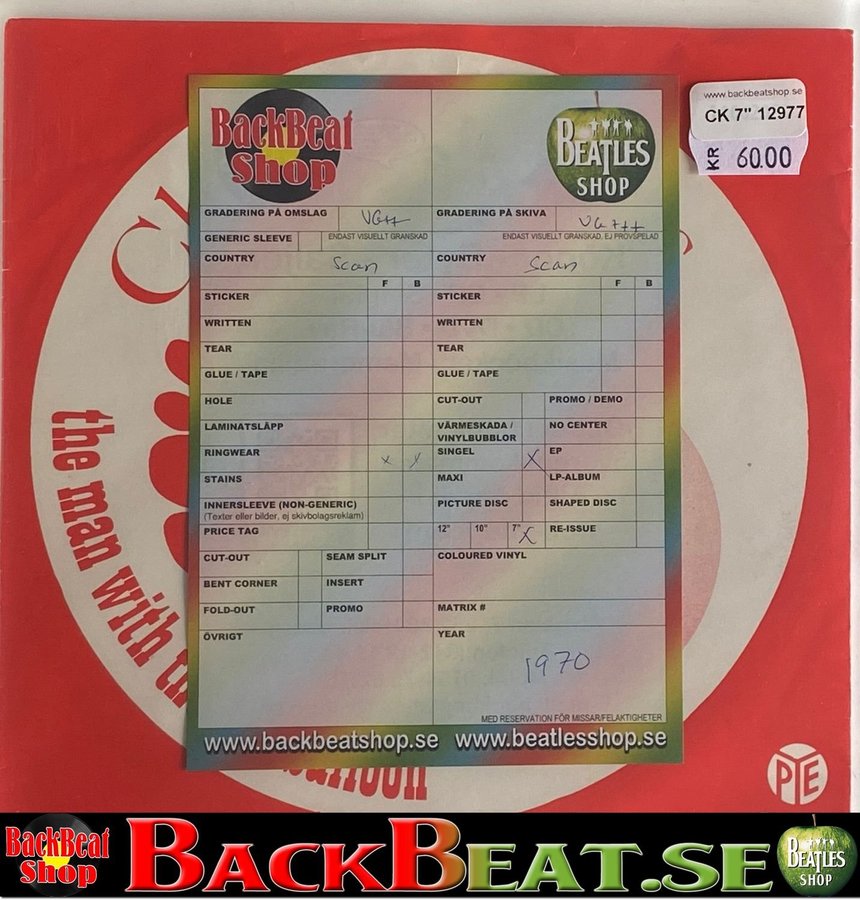 www.backbeatshop.se
CK 7" 12977
KR 60.00
BackBeat
Shop
BEATLES
SHOP
GRADERING PÅ OMSLAG VG++ GRADERING PÅ SKIVA VG+++
GENERIC SLEEVE ENDAST VISUELLT GRANSKAD ENDAST VISUELLT GRANSKAD, EJ PROVSPELAD
COUNTRY Scan COUNTRY Scan
F B F B
STICKER STICKER
WRITTEN WRITTEN
TEAR TEAR
GLUE / TAPE GLUE / TAPE
HOLE CUT-OUT PROMO / DEMO
LAMINATSLÄPP VÄRMESKADA / VINYLBUBBLOR NO CENTER
RINGWEAR x x SINGEL X EP
STAINS MAXI LP-ALBUM
INNERSLEEVE (NON-GENERIC) PICTURE DISC SHAPED DISC
(Texter eller bilder, ej skivbolagsreklam)
PRICE TAG 12" 10" 7" X RE-ISSUE
CUT-OUT SEAM SPLIT COLOURED VINYL
BENT CORNER INSERT
FOLD-OUT PROMO MATRIX #
ÖVRIGT YEAR
1970
MED RESERVATION FÖR MISSAR/FELAKTIGHETER
www.backbeatshop.se www.beatlesshop.se
the man with
PYE
BackBeat
Shop
BACKBEAT.SE
BEATLES
SHOP